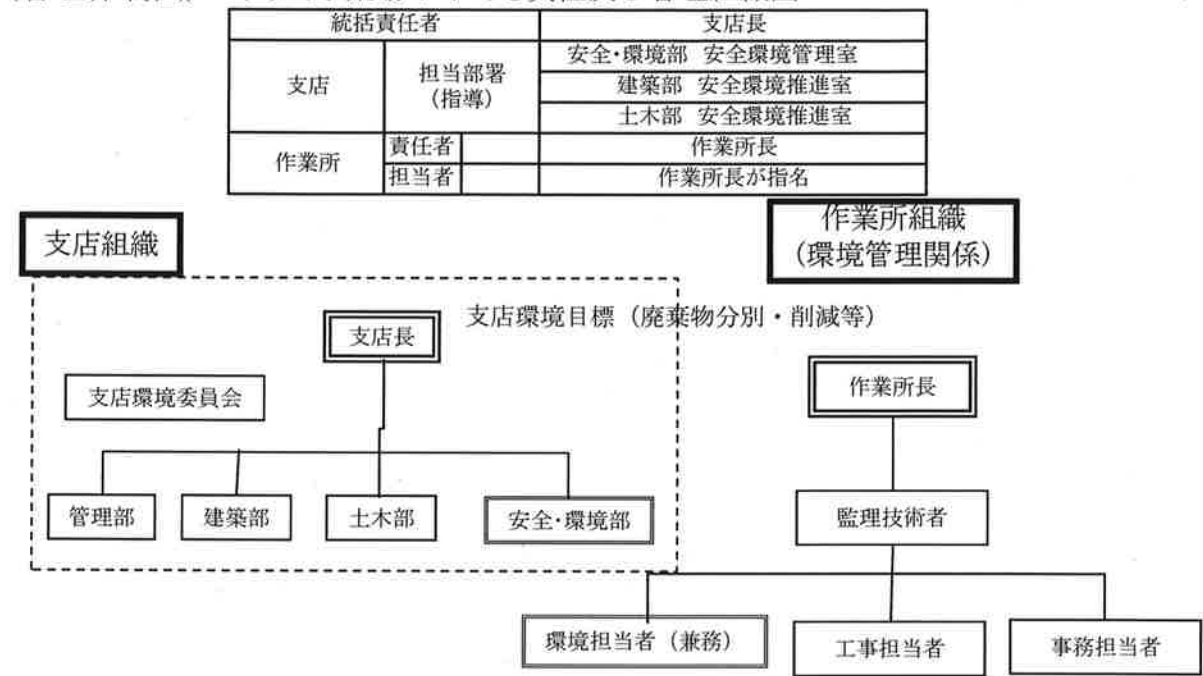 統括責任者 支店長
支店 担当部署 (指導) 安全・環境部 安全環境管理室
建築部 安全環境推進室
土木部 安全環境推進室
作業所 責任者 作業所長
担当者 作業所長が指名
支店組織
作業所組織
(環境管理関係)
支店環境目標（廃棄物分別・削減等）
支店長
作業所長
支店環境委員会
管理部 建築部 土木部 安全・環境部
監理技術者
環境担当者（兼務） 工事担当者 事務担当者